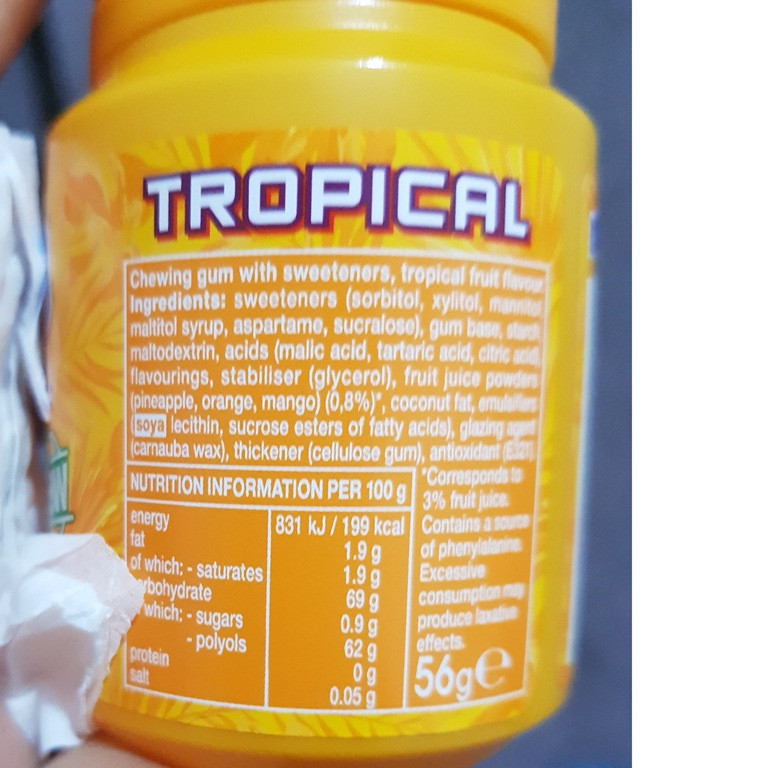 TROPICAL
Chewing gum with sweeteners, tropical fruit flavour
Ingredients: sweeteners (sorbitol, xylitol, mannitol
maltitol syrup, aspartame, sucralose), gum base, starch
maltodextrin, acids (malic acid, tartaric acid, citric acid)
flavourings, stabiliser (glycerol), fruit juice powders
(pineapple, orange, mango) (0,8%)*, coconut fat, emulsifiers
(soya lecithin, sucrose esters of fatty acids), glazing agent
(carnauba wax), thickener (cellulose gum), antioxidant (E321)
NUTRITION INFORMATION PER 100 g
energy 831 kJ / 199 kcal
fat 1.9 g
of which: - saturates 1.9 g
carbohydrate 69 g
which: - sugars 0.9 g
- polyols 62 g
protein 0 g
salt 0.05 g
*Corresponds to
3% fruit juice.
Contains a source
of phenylalanine.
Excessive
consumption may
produce laxative
effects.
56g e